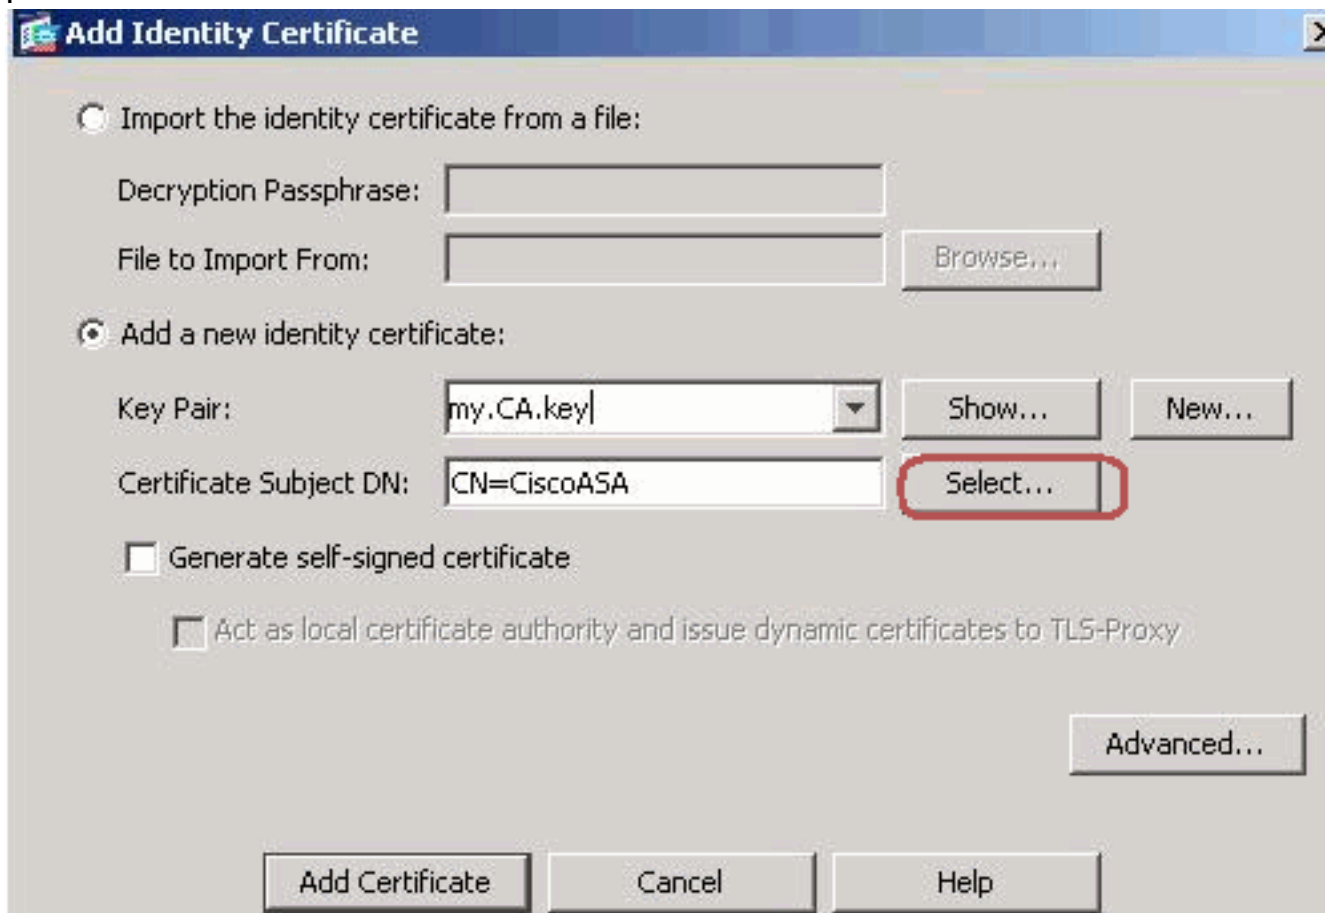 Add Identity Certificate
Import the identity certificate from a file:
Decryption Passphrase:
File to Import From: Browse...
Add a new identity certificate:
Key Pair: my.CA.key Show... New...
Certificate Subject DN: CN=CiscoASA Select...
Generate self-signed certificate
Act as local certificate authority and issue dynamic certificates to TLS-Proxy
Advanced...
Add Certificate Cancel Help